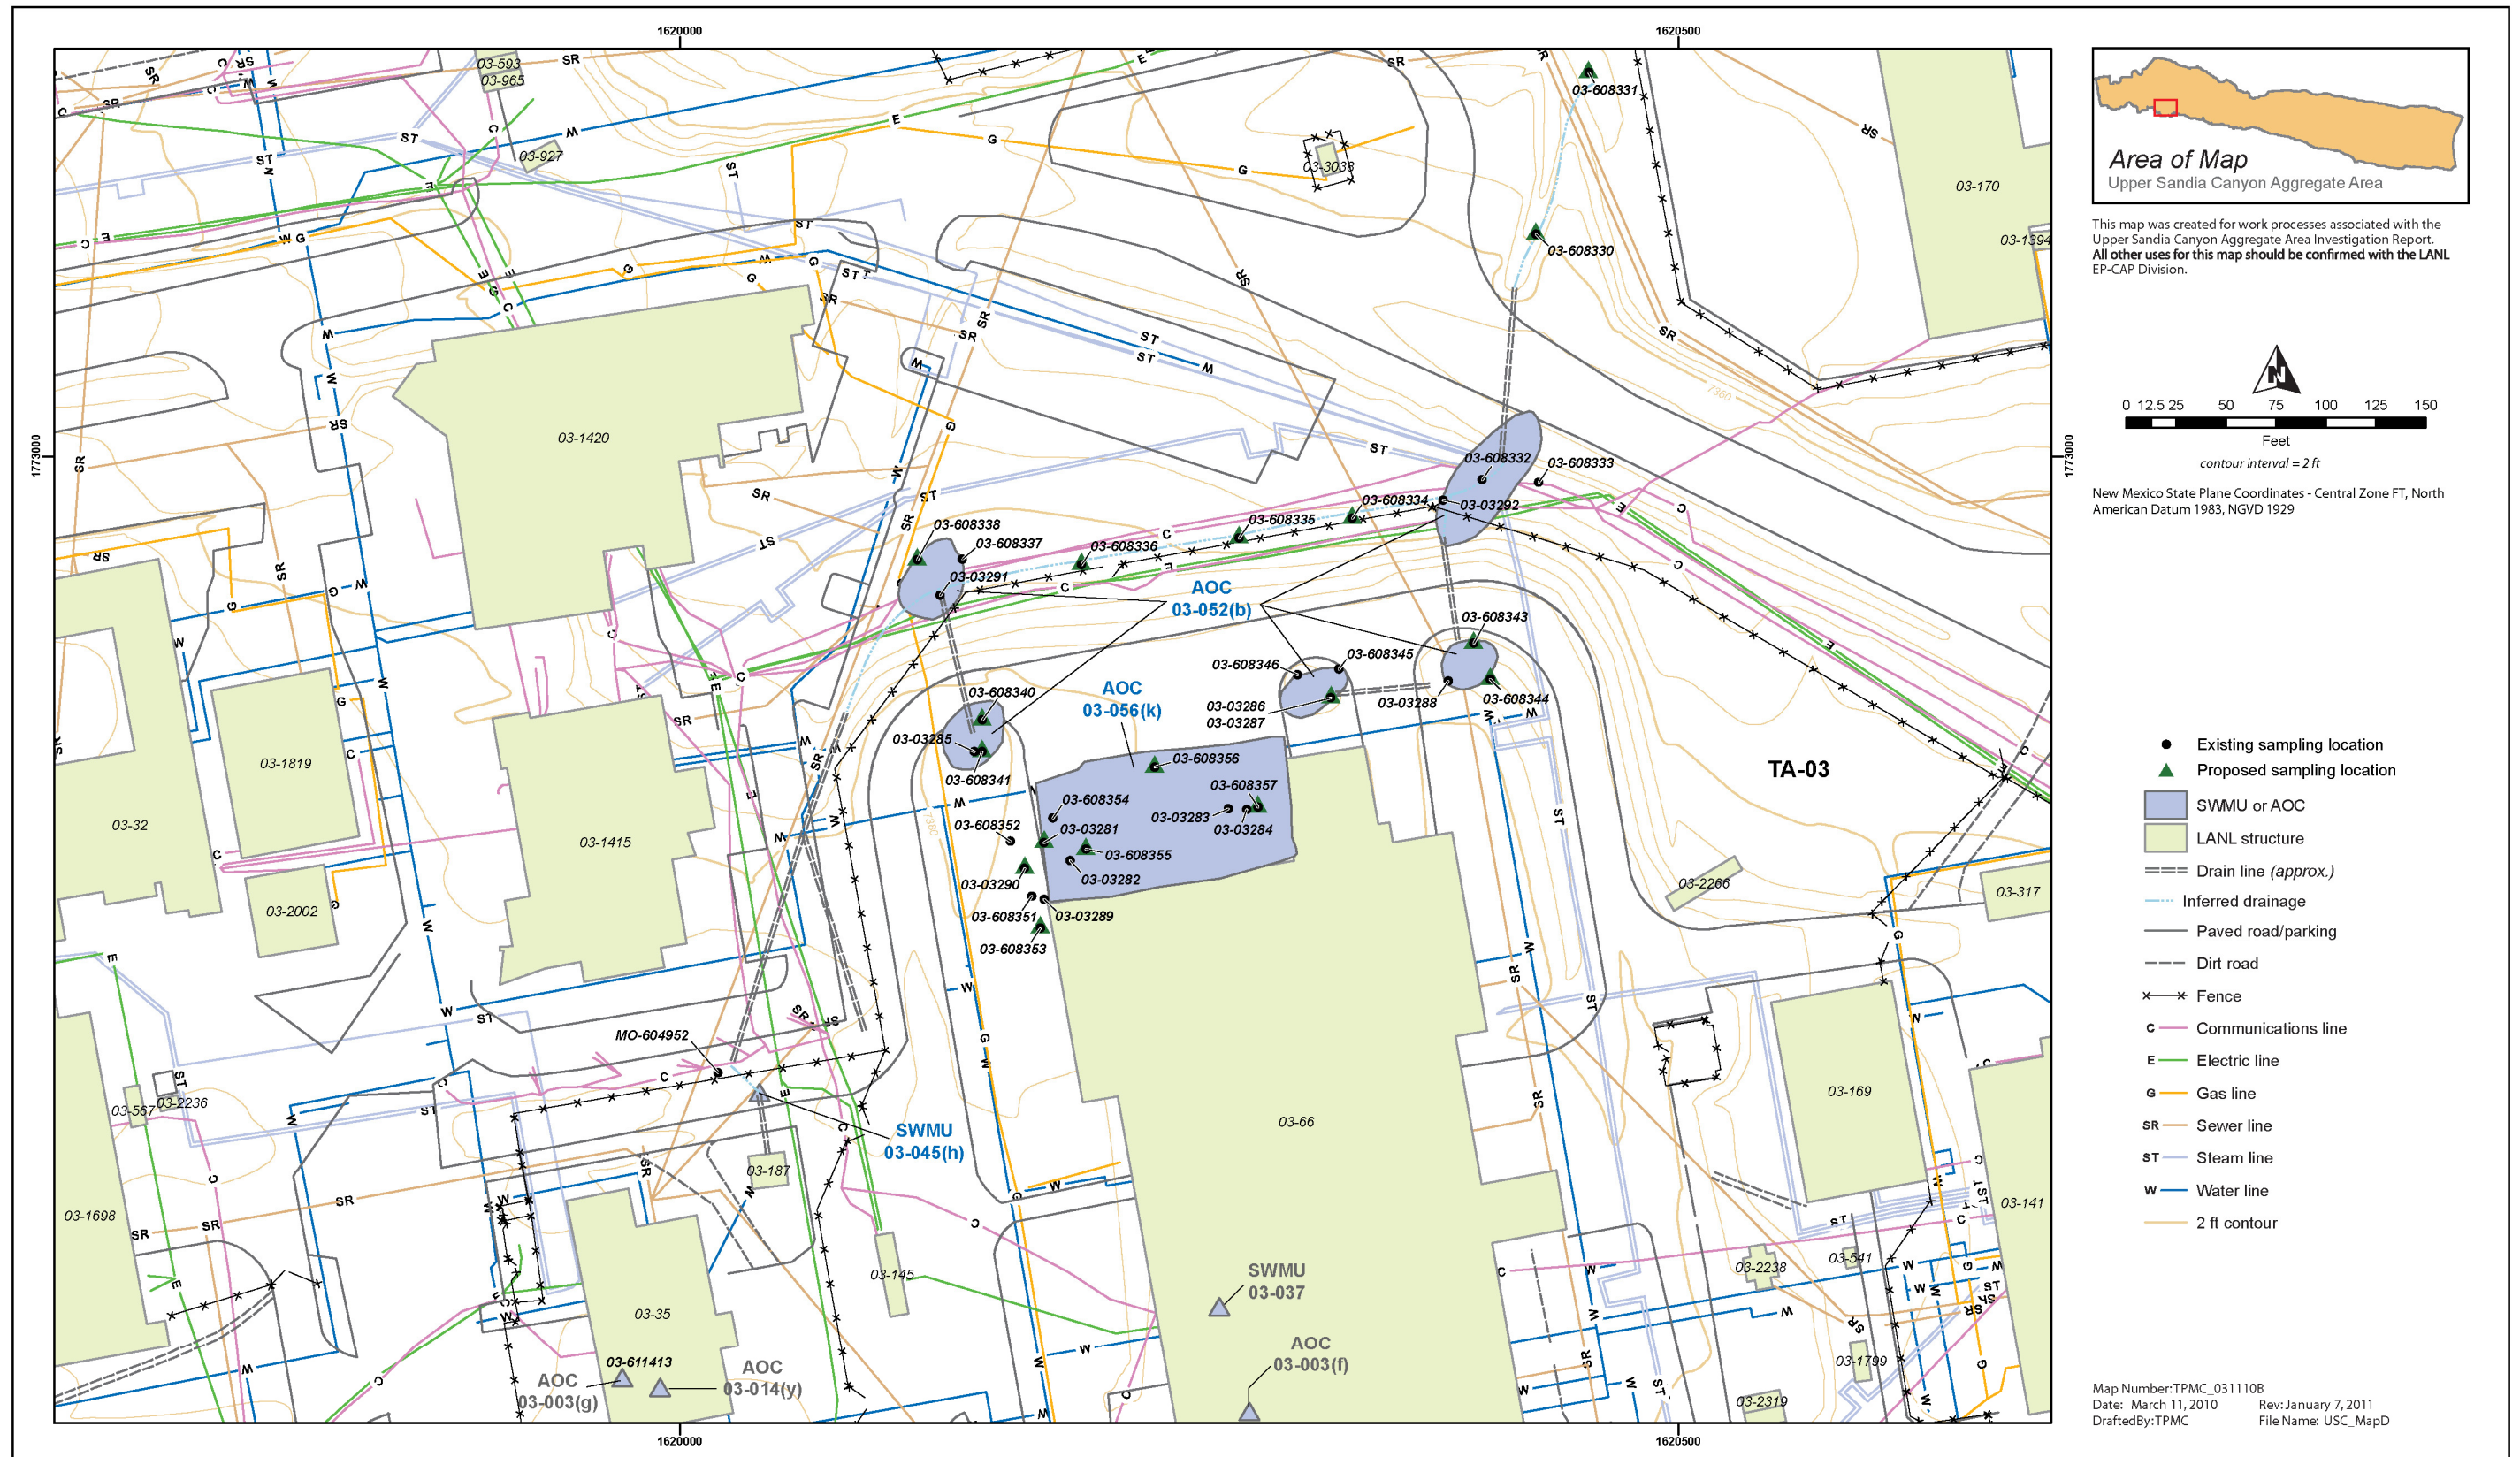 1620000
1620500
1773000
1773000
1620000
1620500
03-593
03-965
03-927
03-3038
03-608331
03-608330
03-170
03-1394
03-1420
7360
03-608332
03-608333
03-608334
03-03292
03-608335
03-608336
03-608338
03-608337
03-03291
AOC
03-052(b)
03-608343
03-608345
03-608346
03-608344
03-03288
03-03286
03-03287
03-608340
AOC
03-056(k)
03-03285
03-608341
03-608356
03-608357
03-03283
03-03284
03-608354
03-03281
03-608352
03-608355
03-03282
03-03290
03-608351
03-03289
03-608353
7360
TA-03
03-1819
03-32
03-1415
03-2002
03-2266
03-317
MO-604952
03-567
03-2236
SWMU
03-045(h)
03-187
03-66
03-169
03-141
03-1698
03-145
03-2238
03-541
SWMU
03-037
03-35
03-611413
AOC
03-003(g)
AOC
03-014(y)
AOC
03-003(f)
03-1799
03-2319
Area of Map
Upper Sandia Canyon Aggregate Area
This map was created for work processes associated with the
Upper Sandia Canyon Aggregate Area Investigation Report.
All other uses for this map should be confirmed with the LANL
EP-CAP Division.
N
0 12.5 25 50 75 100 125 150
Feet
contour interval = 2 ft
New Mexico State Plane Coordinates - Central Zone FT, North
American Datum 1983, NGVD 1929
Existing sampling location
Proposed sampling location
SWMU or AOC
LANL structure
Drain line (approx.)
Inferred drainage
Paved road/parking
Dirt road
Fence
C Communications line
E Electric line
G Gas line
SR Sewer line
ST Steam line
W Water line
2 ft contour
Map Number:TPMC_031110B
Date: March 11, 2010 Rev: January 7, 2011
DraftedBy:TPMC File Name: USC_MapD